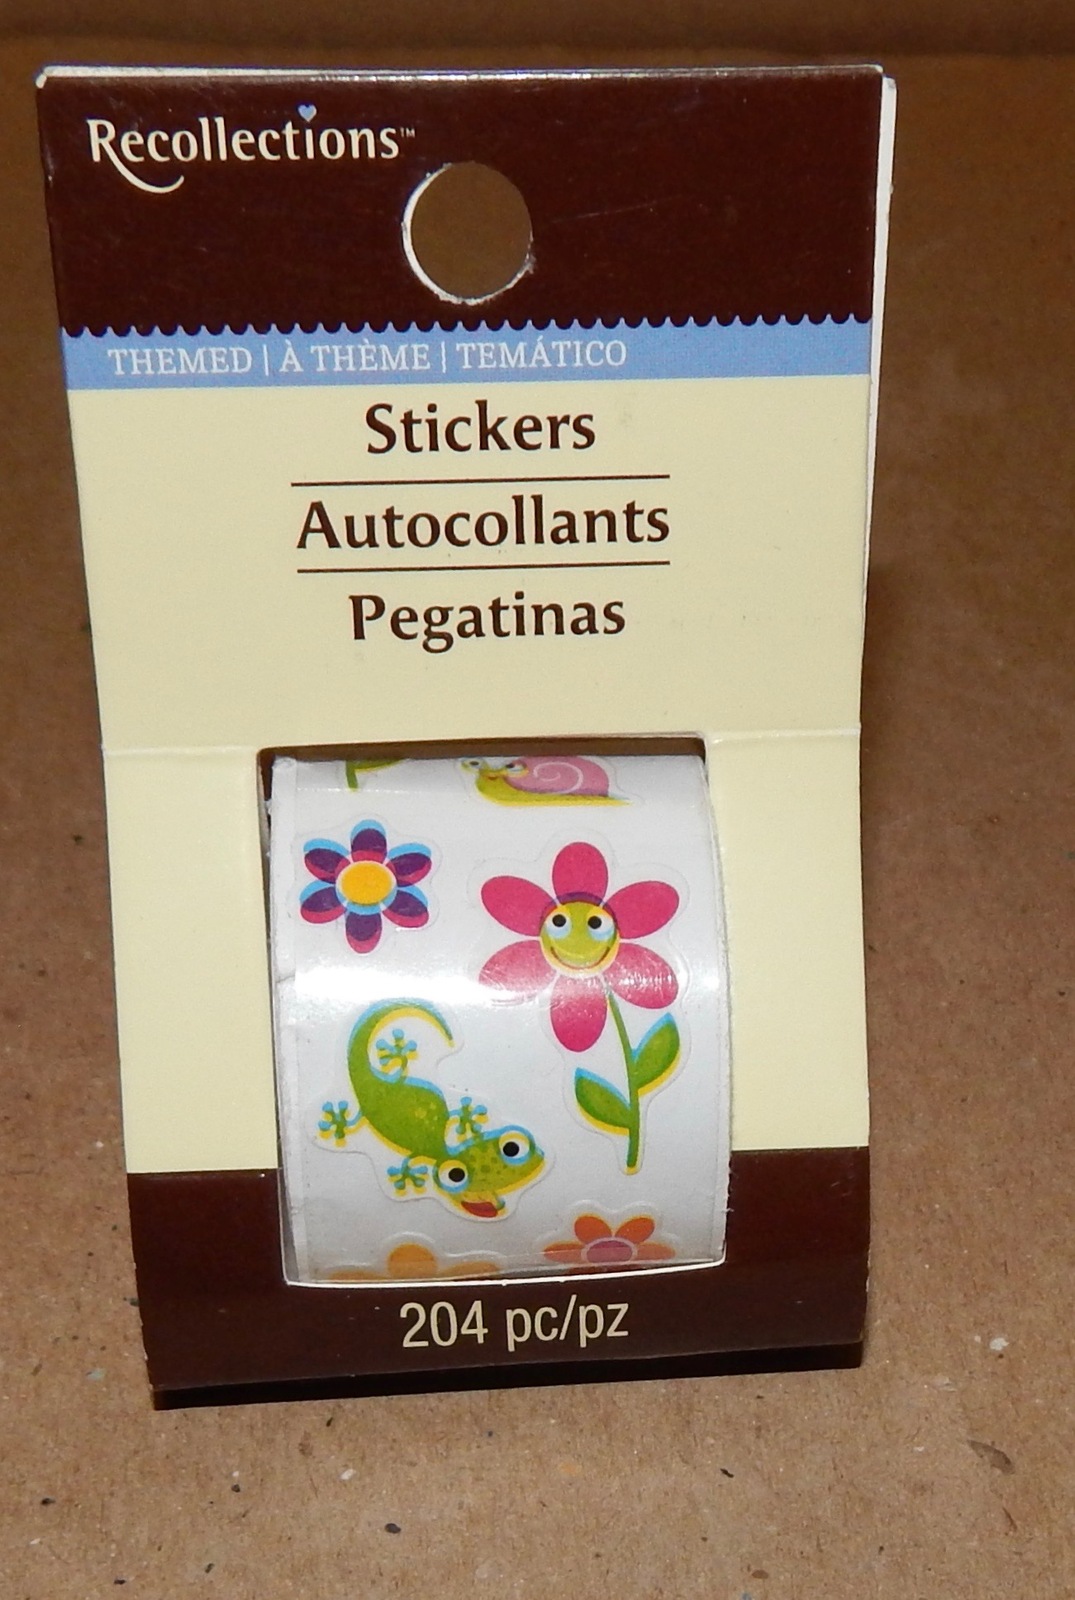 Recollections™
THEMED | À THÈME | TEMÁTICO
Stickers
Autocollants
Pegatinas
204 pc/pz